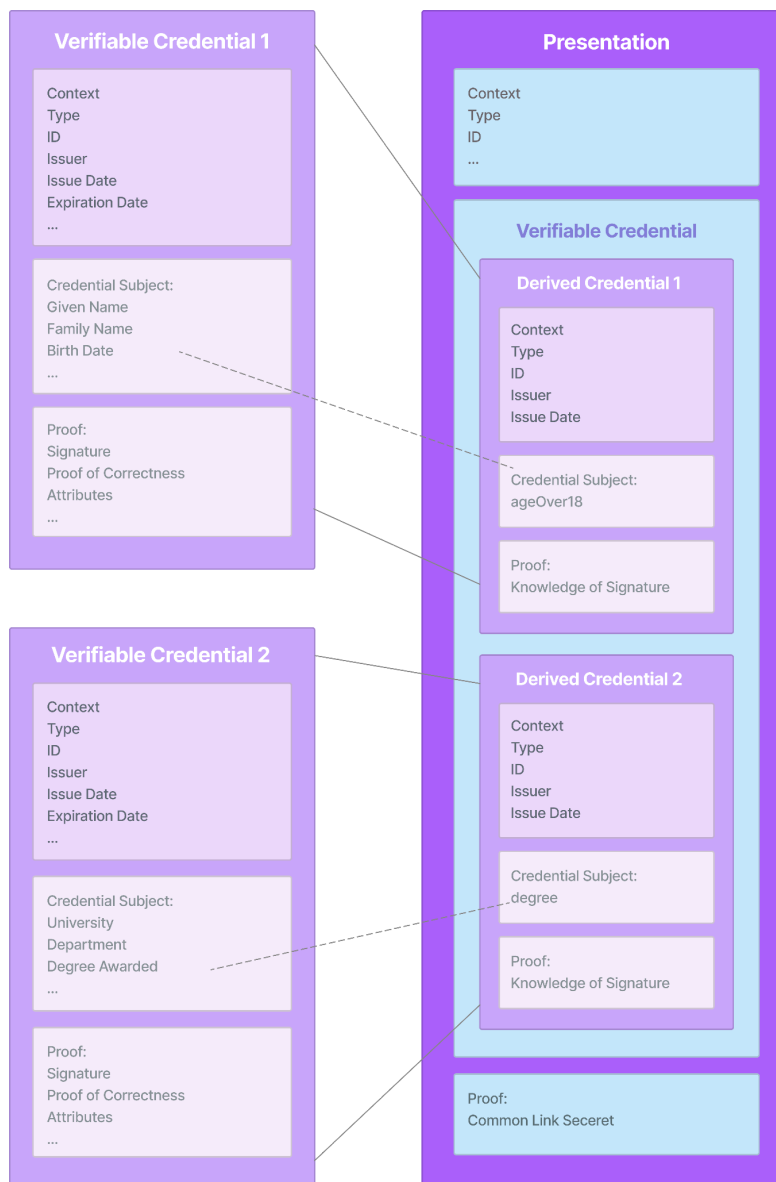 Verifiable Credential 1
Context
Type
ID
Issuer
Issue Date
Expiration Date
...
Credential Subject:
Given Name
Family Name
Birth Date
...
Proof:
Signature
Proof of Correctness
Attributes
...
Verifiable Credential 2
Context
Type
ID
Issuer
Issue Date
Expiration Date
...
Credential Subject:
University
Department
Degree Awarded
...
Proof:
Signature
Proof of Correctness
Attributes
...
Presentation
Context
Type
ID
...
Verifiable Credential
Derived Credential 1
Context
Type
ID
Issuer
Issue Date
Credential Subject:
ageOver18
Proof:
Knowledge of Signature
Derived Credential 2
Context
Type
ID
Issuer
Issue Date
Credential Subject:
degree
Proof:
Knowledge of Signature
Proof:
Common Link Seceret